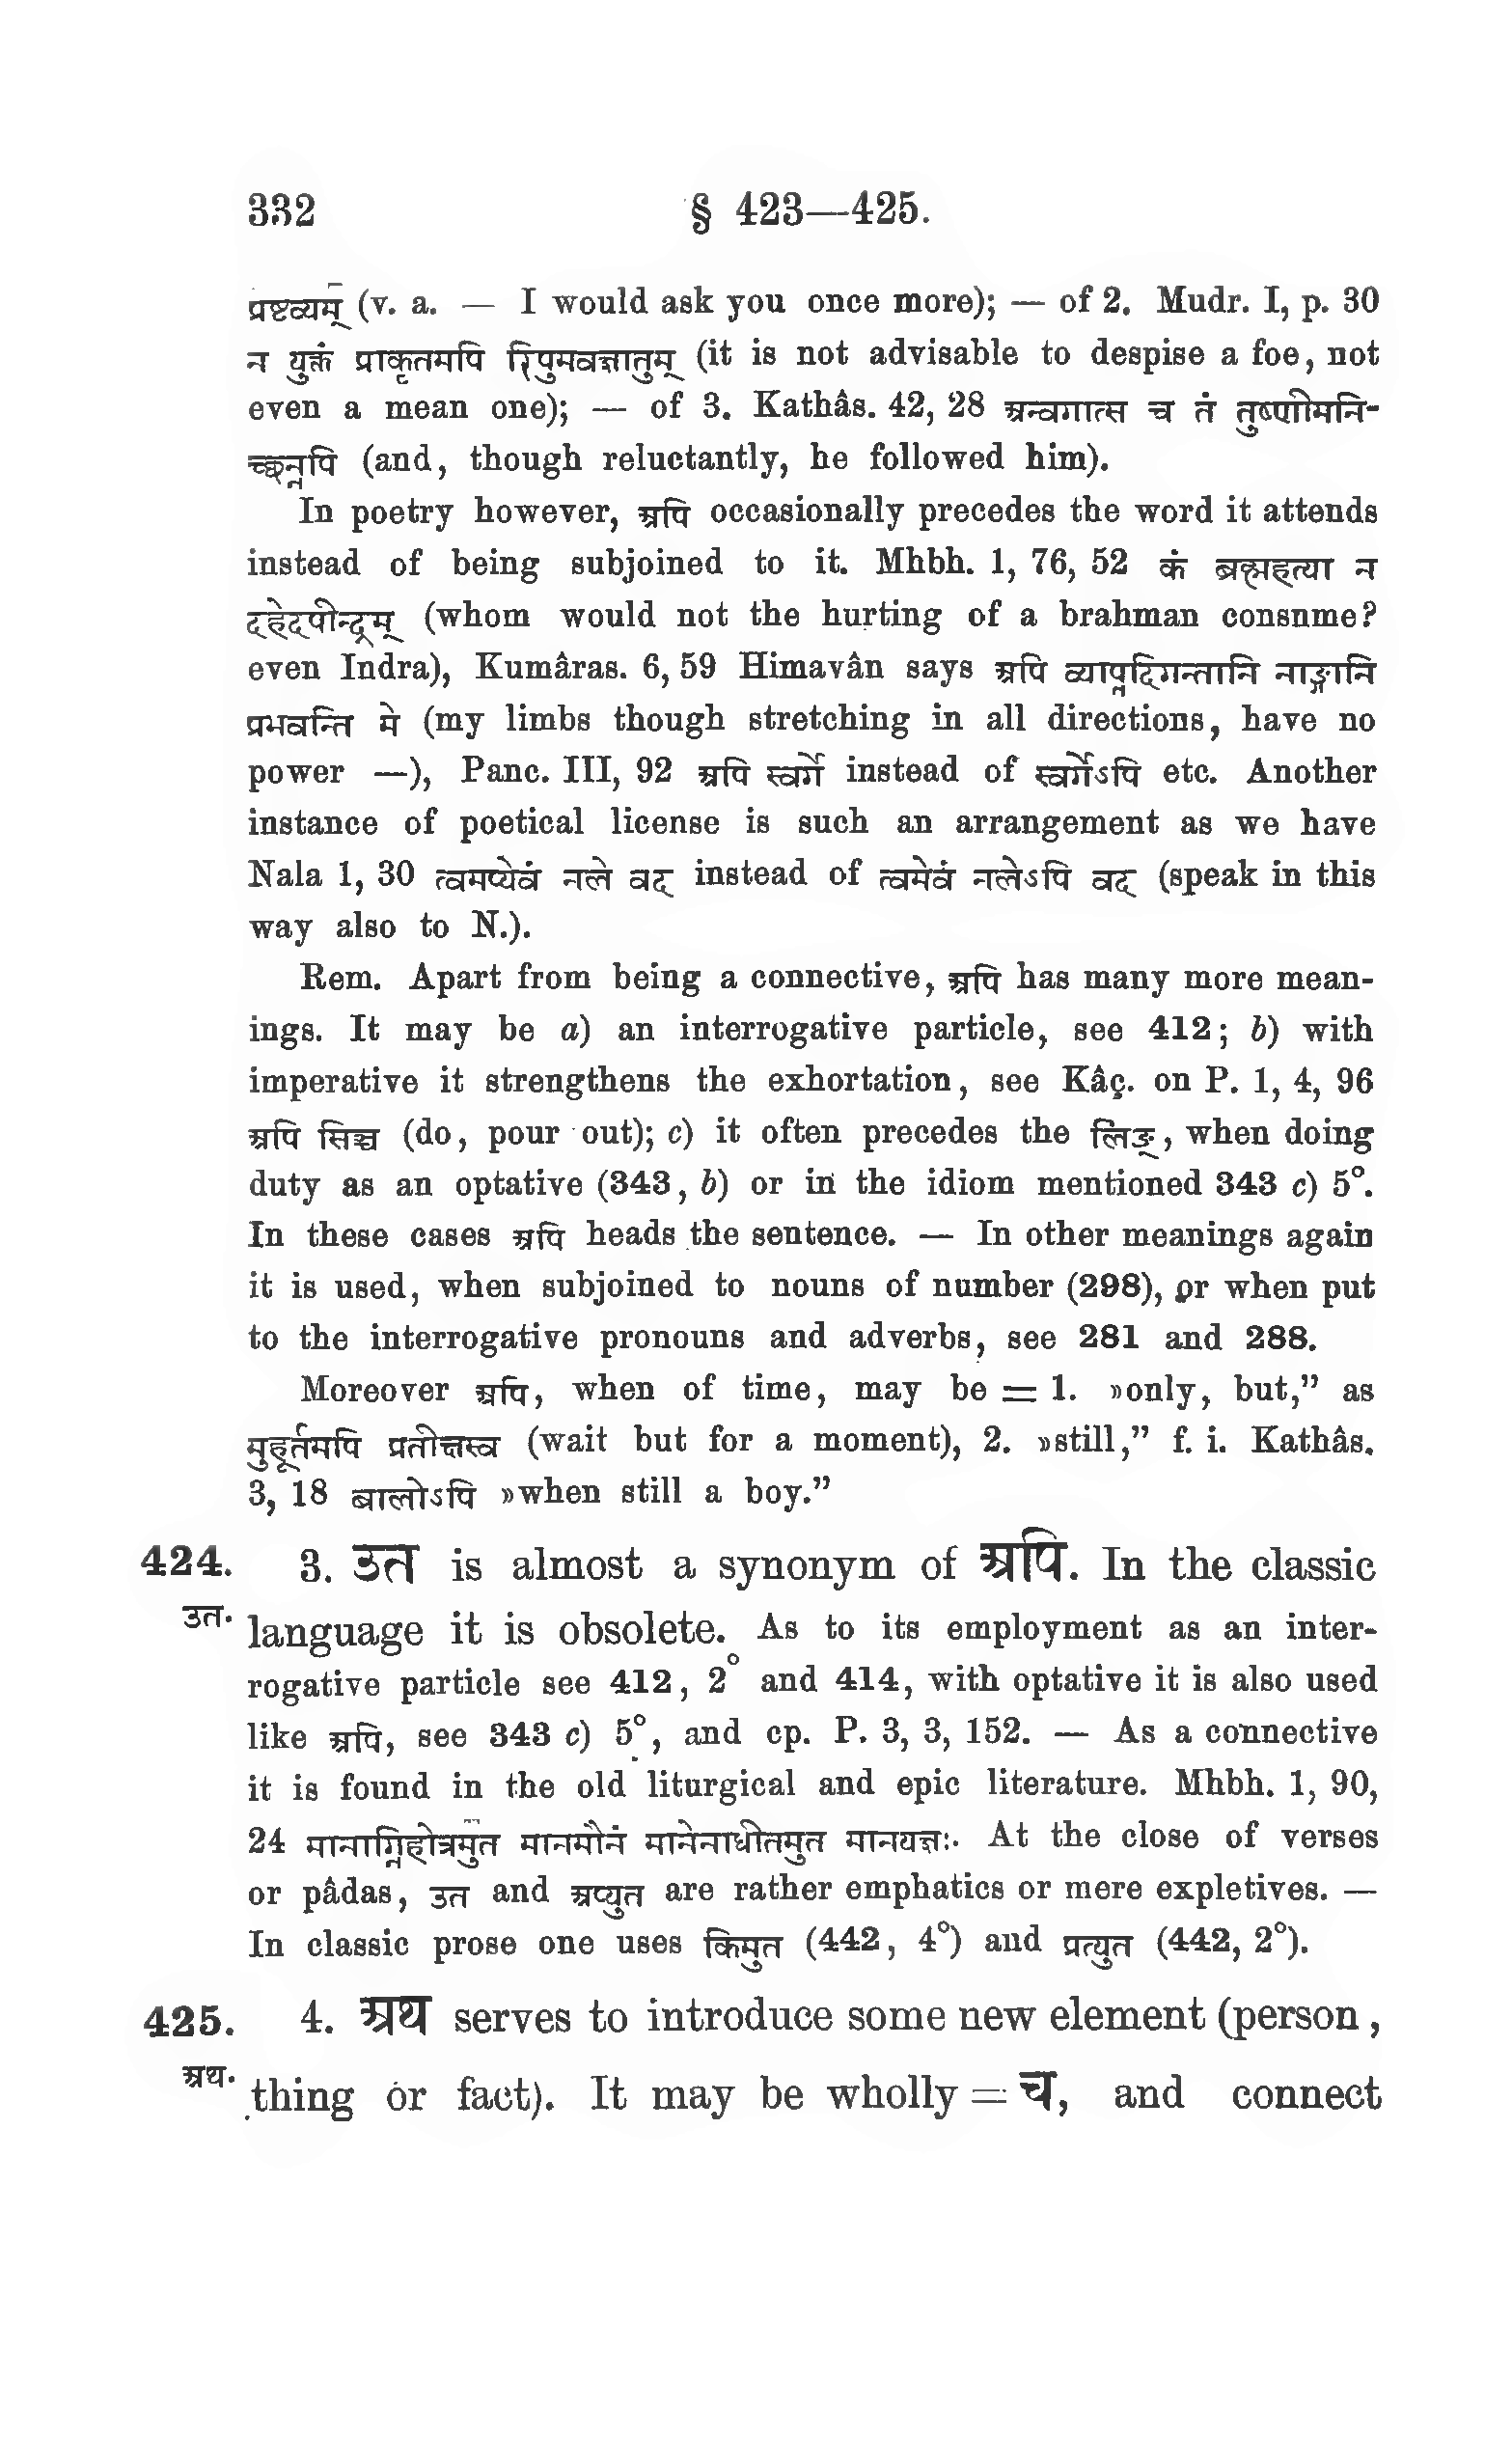 332 § 423—425.
प्रष्टव्यम् (v. a. — I would ask you once more); — of 2. Mudr. I, p. 30
न युक्तं प्राकृतमपि रिपुमवज्ञातुम् (it is not advisable to despise a foe, not
even a mean one); — of 3. Kathâs. 42, 28 अन्वगात्स च तं तुष्णीमनि-
च्छन्नपि (and, though reluctantly, he followed him).
In poetry however, अपि occasionally precedes the word it attends
instead of being subjoined to it. Mhbh. 1, 76, 52 कं ब्रह्महत्या न
दहेदपीन्द्रम् (whom would not the hurting of a brahman consnme?
even Indra), Kumâras. 6, 59 Himavân says अपि व्याप्तदिगन्तानि नाङ्गानि
प्रभवन्ति मे (my limbs though stretching in all directions, have no
power —), Panc. III, 92 अपि स्वर्गे instead of स्वर्गेऽपि etc. Another
instance of poetical license is such an arrangement as we have
Nala 1, 30 त्वमप्येवं नले वद instead of त्वमेवं नलेऽपि वद (speak in this
way also to N.).
Rem. Apart from being a connective, अपि has many more mean-
ings. It may be a) an interrogative particle, see 412; b) with
imperative it strengthens the exhortation, see Kâç. on P. 1, 4, 96
अपि सिञ्च (do, pour out); c) it often precedes the लिङ्, when doing
duty as an optative (343, b) or in the idiom mentioned 343 c) 5°.
In these cases अपि heads the sentence. — In other meanings again
it is used, when subjoined to nouns of number (298), or when put
to the interrogative pronouns and adverbs, see 281 and 288.
Moreover अपि, when of time, may be = 1. »only, but,” as
मुहूर्तमपि प्रतीक्षस्व (wait but for a moment), 2. »still,” f. i. Kathâs.
3, 18 बालोऽपि »when still a boy.”
424. 3. उत is almost a synonym of अपि. In the classic
उत. language it is obsolete. As to its employment as an inter-
rogative particle see 412, 2° and 414, with optative it is also used
like अपि, see 343 c) 5°, and cp. P. 3, 3, 152. — As a connective
it is found in the old liturgical and epic literature. Mhbh. 1, 90,
24 मानाग्निहोत्रमुत मानमौनं मानेनाधीतमुत मानयज्ञः. At the close of verses
or pâdas, उत and अप्युत are rather emphatics or mere expletives. —
In classic prose one uses किमुत (442, 4°) and प्रत्युत (442, 2°).
425. 4. अथ serves to introduce some new element (person,
अथ. thing or fact). It may be wholly = च, and connect